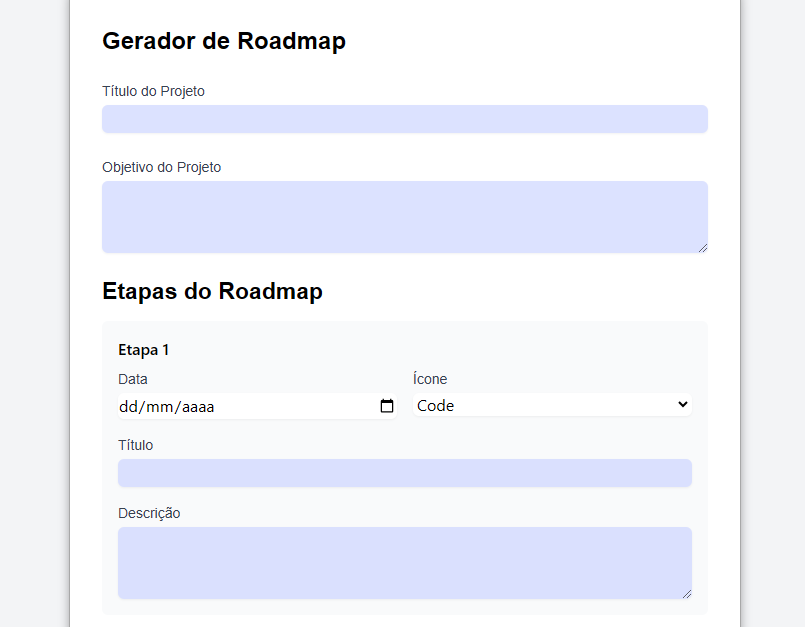 Gerador de Roadmap
Título do Projeto
Objetivo do Projeto
Etapas do Roadmap
Etapa 1
Data
Ícone
dd/mm/aaaa
Code
Título
Descrição